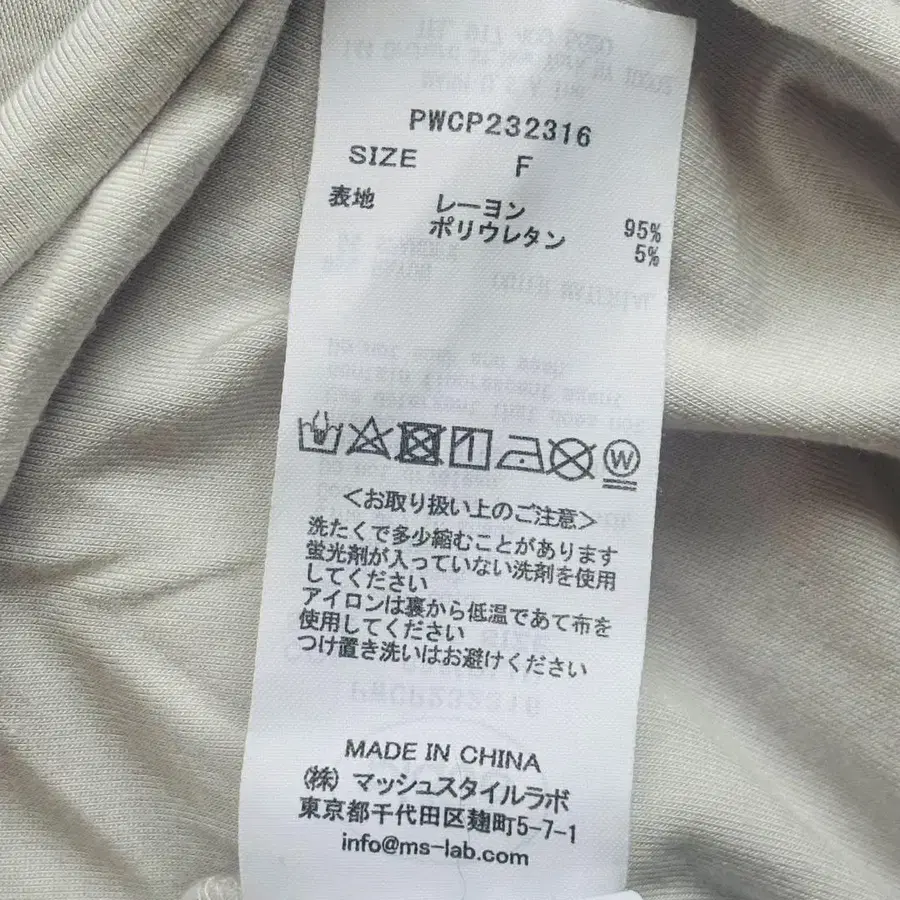 PWCP232316
SIZE F
表地 レーヨン 95%
ポリウレタン 5%
W
<お取り扱い上のご注意>
洗たくで多少縮むことがあります
蛍光剤が入っていない洗剤を使用
してください
アイロンは裏から低温であて布を
使用してください
つけ置き洗いはお避けください
MADE IN CHINA
(株) マッシュスタイルラボ
東京都千代田区麹町5-7-1
info@ms-lab.com